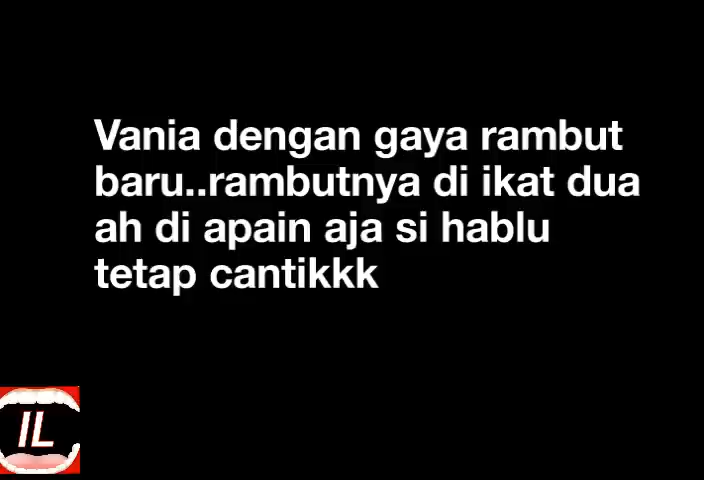 Vania dengan gaya rambut
baru..rambutnya di ikat dua
ah di apain aja si hablu
tetap cantikkk
IL